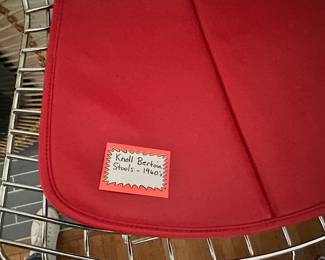 Knoll Bertoia
Stools - 1960's